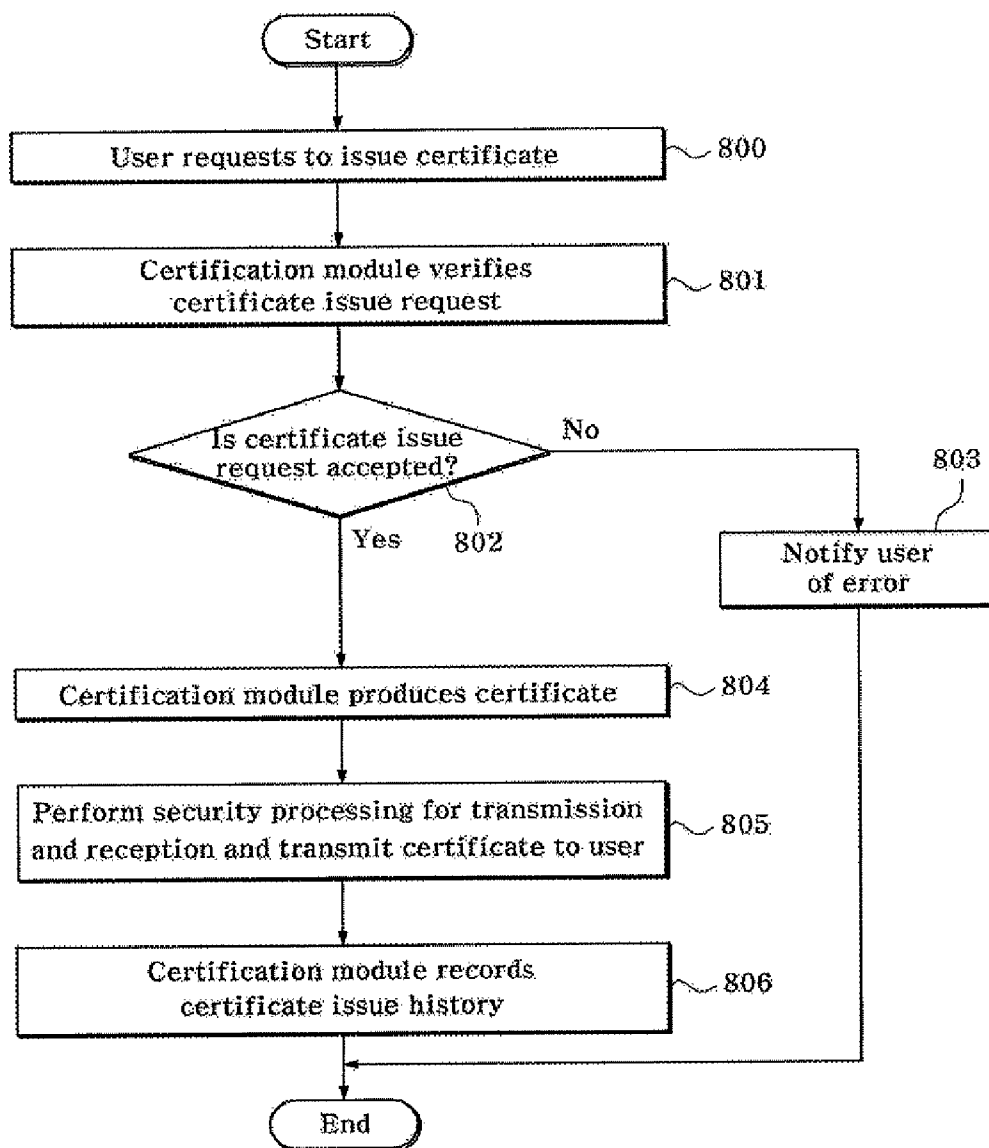 Start
User requests to issue certificate
800
Certification module verifies
certificate issue request
801
Is certificate issue
request accepted?
No
803
802
Yes
Notify user
of error
Certification module produces certificate
804
Perform security processing for transmission
and reception and transmit certificate to user
805
Certification module records
certificate issue history
806
End